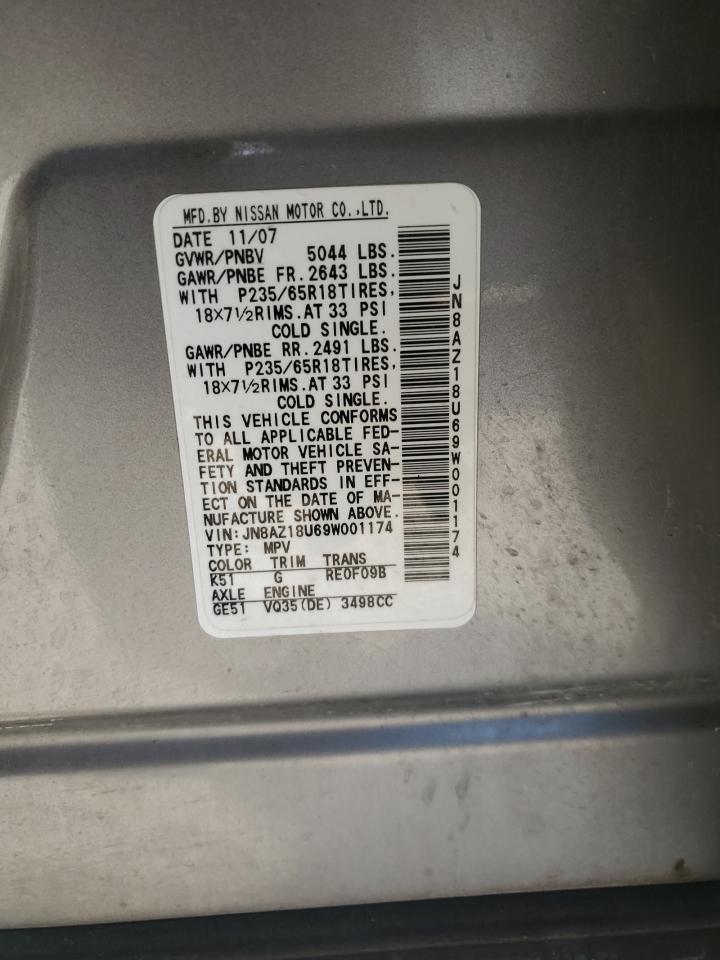 MFD.BY NISSAN MOTOR CO.,LTD.
DATE 11/07
GVWR/PNBV 5044 LBS.
GAWR/PNBE FR.2643 LBS.
WITH P235/65R18TIRES,
18X7½RIMS.AT 33 PSI
COLD SINGLE.
GAWR/PNBE RR.2491 LBS.
WITH P235/65R18TIRES,
18X7½RIMS.AT 33 PSI
COLD SINGLE.
THIS VEHICLE CONFORMS
TO ALL APPLICABLE FED-
ERAL MOTOR VEHICLE SA-
FETY AND THEFT PREVEN-
TION STANDARDS IN EFF-
ECT ON THE DATE OF MA-
NUFACTURE SHOWN ABOVE.
VIN:JN8AZ18U69W001174
TYPE: MPV
COLOR TRIM TRANS
K51 G RE0F09B
AXLE ENGINE
GE51 VQ35(DE) 3498CC
JN8AZ18U69W001174